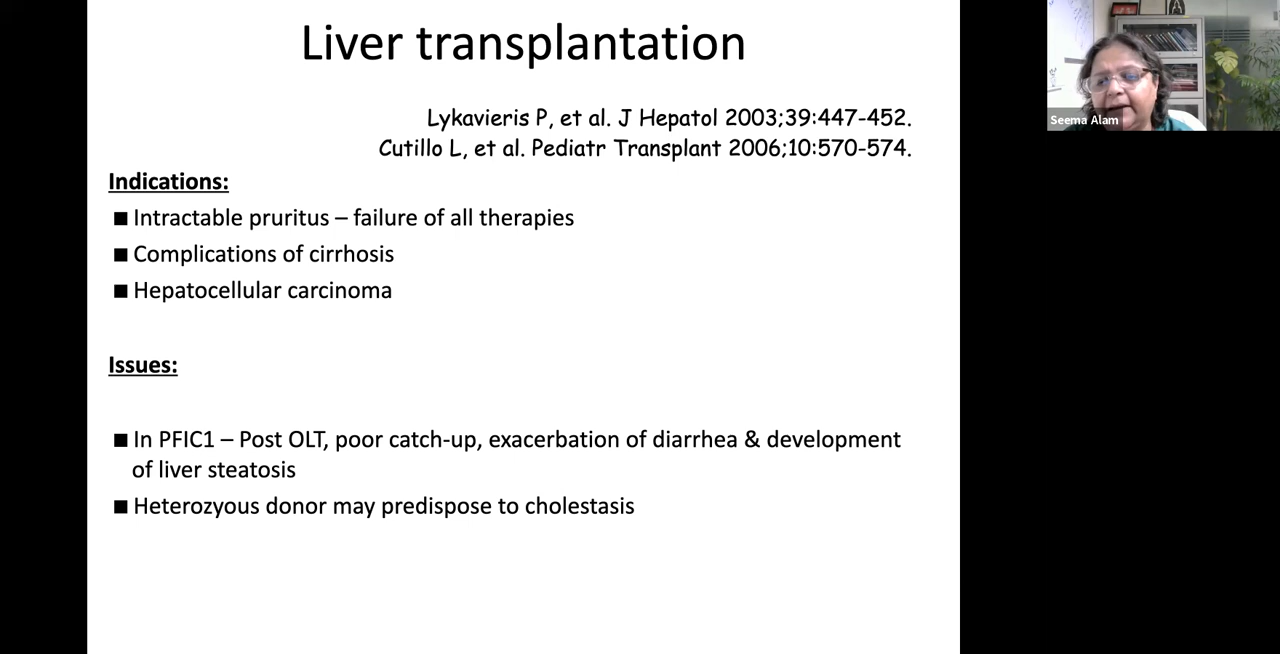 Liver transplantation
Lykavieris P, et al. J Hepatol 2003;39:447-452.
Cutillo L, et al. Pediatr Transplant 2006;10:570-574.
Indications:
■ Intractable pruritus – failure of all therapies
■ Complications of cirrhosis
■ Hepatocellular carcinoma
Issues:
■ In PFIC1 – Post OLT, poor catch-up, exacerbation of diarrhea & development
of liver steatosis
■ Heterozyous donor may predispose to cholestasis
Seema Alam